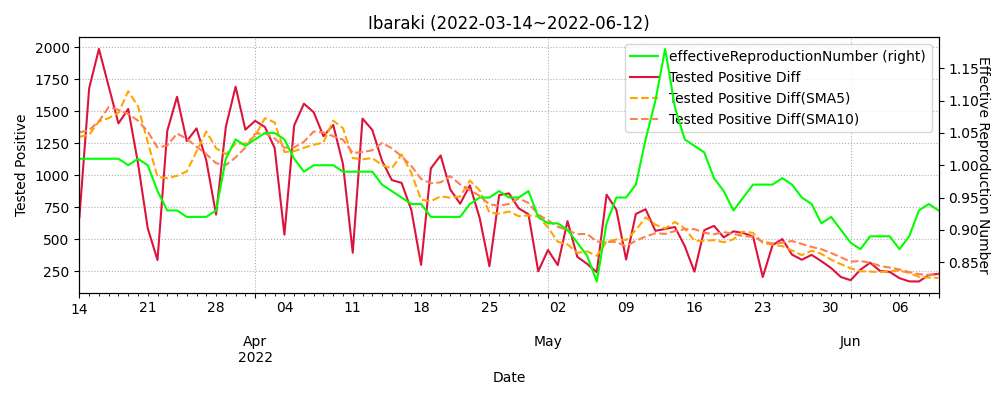 Ibaraki (2022-03-14~2022-06-12)
effectiveReproductionNumber (right)
Tested Positive Diff
Tested Positive Diff(SMA5)
Tested Positive Diff(SMA10)
Tested Positive
2000
1750
1500
1250
1000
750
500
250
Effective Reproduction Number
1.15
1.10
1.05
1.00
0.95
0.90
0.85
14 21 28 04 11 18 25 02 09 16 23 30 06
Apr May Jun
2022
Date